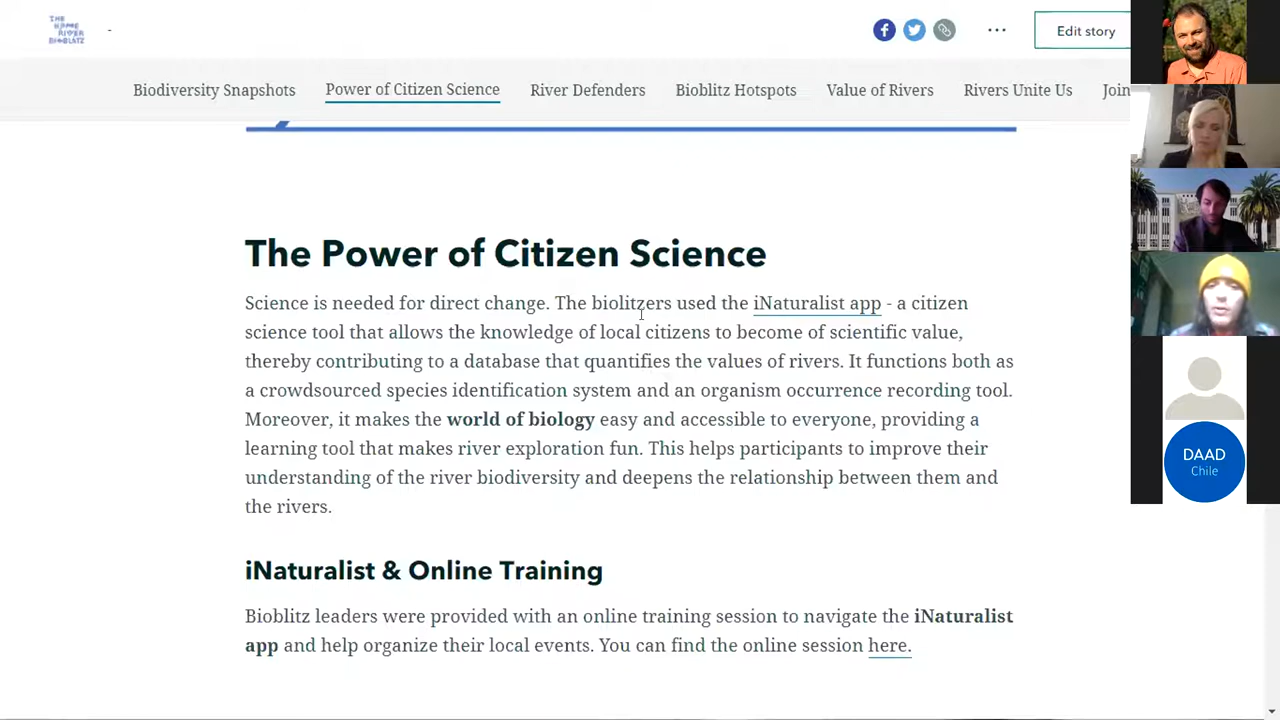 THE
HOME
RIVER
BIOBLATZ
-
...
Edit story
Biodiversity Snapshots
Power of Citizen Science
River Defenders
Bioblitz Hotspots
Value of Rivers
Rivers Unite Us
Join
The Power of Citizen Science
Science is needed for direct change. The biolitzers used the iNaturalist app - a citizen
science tool that allows the knowledge of local citizens to become of scientific value,
thereby contributing to a database that quantifies the values of rivers. It functions both as
a crowdsourced species identification system and an organism occurrence recording tool.
Moreover, it makes the world of biology easy and accessible to everyone, providing a
learning tool that makes river exploration fun. This helps participants to improve their
understanding of the river biodiversity and deepens the relationship between them and
the rivers.
iNaturalist & Online Training
Bioblitz leaders were provided with an online training session to navigate the iNaturalist
app and help organize their local events. You can find the online session here.
DAAD
Chile